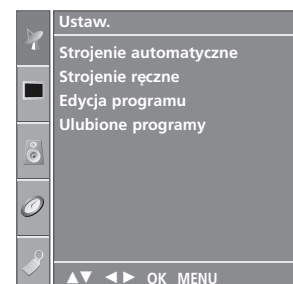 Ustaw.
Strojenie automatyczne
Strojenie ręczne
Edycja programu
Ulubione programy
▲▼ ◄► OK MENU